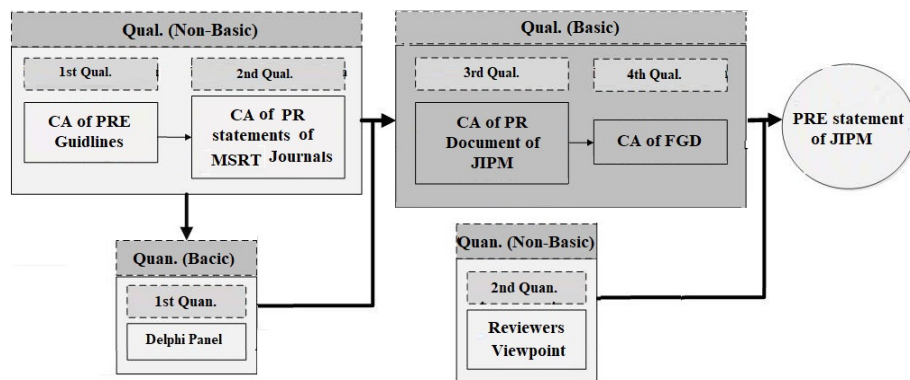 Qual. (Non-Basic)
1st Qual.
2nd Qual.
CA of PRE
Guidlines
CA of PR
statements of
MSRT Journals
Qual. (Basic)
3rd Qual.
4th Qual.
CA of PR
Document of
JIPM
CA of FGD
PRE statement
of JIPM
Quan. (Bacic)
1st Quan.
Delphi Panel
Quan. (Non-Basic)
2nd Quan.
Reviewers
Viewpoint